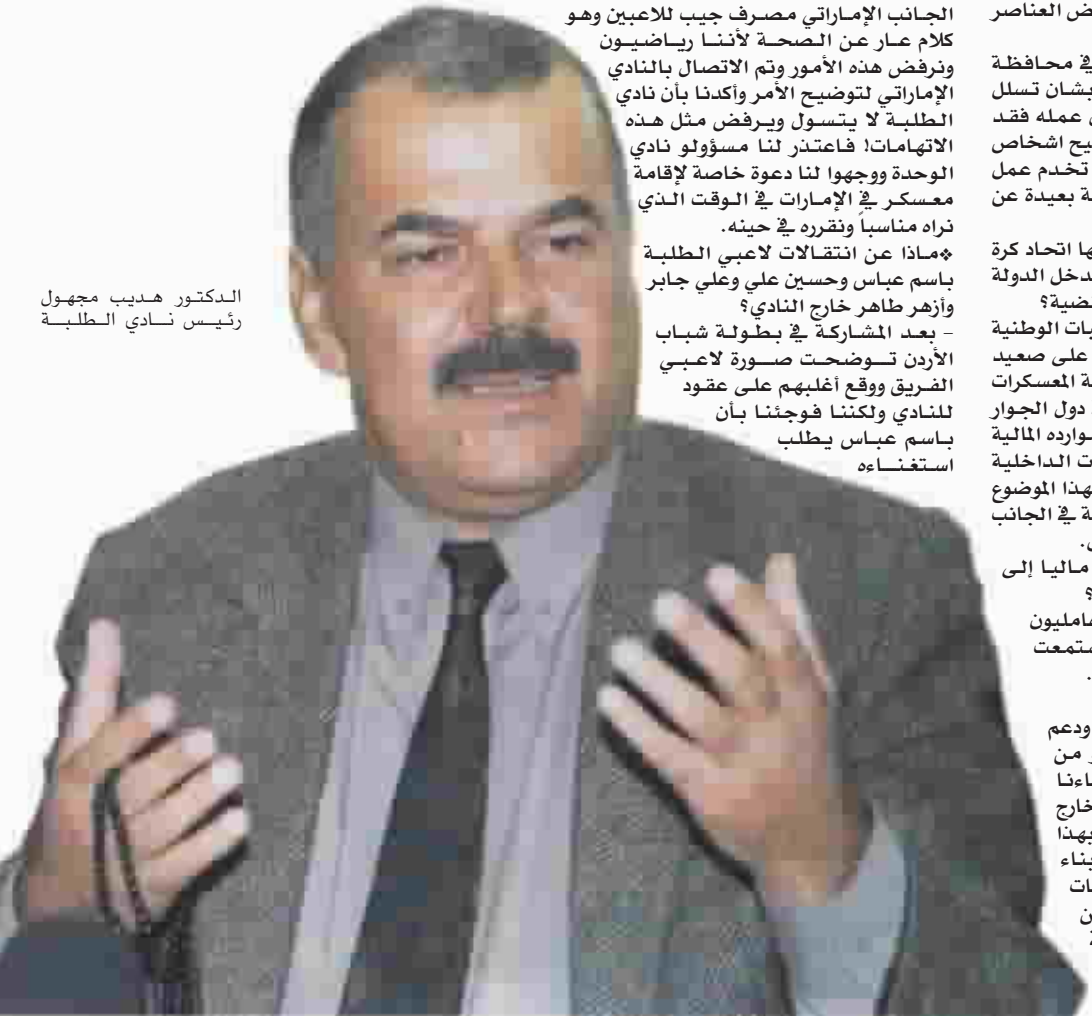 ض العناصر
في محافظة
بشان تسلل
عمله فقد
يح اشخاص
تخدم عمل
ة بعيدة عن
ها اتحاد كرة
دخل الدولة
ضية؟
بات الوطنية
على صعيد
ة المعسكرات
دول الجوار
وارده المالية
ت الداخلية
هذا الموضوع
ة في الجانب
ماليا إلى
؟
املیون
ستمعت
ودعم
من
اءنا
خارج
بهذا
بناء
ات
ن
الجانب الإماراتي مصرف جيب للاعبين وهو
كلام عار عن الصحة لأننا رياضيون
ونرفض هذه الأمور وتم الاتصال بالنادي
الإماراتي لتوضيح الأمر وأكدنا بأن نادي
الطلبة لا يتسول ويرفض مثل هذه
الاتهامات! فاعتذر لنا مسؤولو نادي
الوحدة ووجهوا لنا دعوة خاصة لإقامة
معسكر في الإمارات في الوقت الذي
نراه مناسباً ونقرره في حينه.
❖ماذا عن انتقالات لاعبي الطلبة
باسم عباس وحسين علي وعلي جابر
وأزهر طاهر خارج النادي؟
- بعد المشاركة في بطولة شباب
الأردن توضحت صورة لاعبي
الفريق ووقع أغلبهم على عقود
للنادي ولكننا فوجئنا بأن
باسم عباس يطلب
استغناءه
الدكتور هديب مجهول
رئيس نادي الطلبة